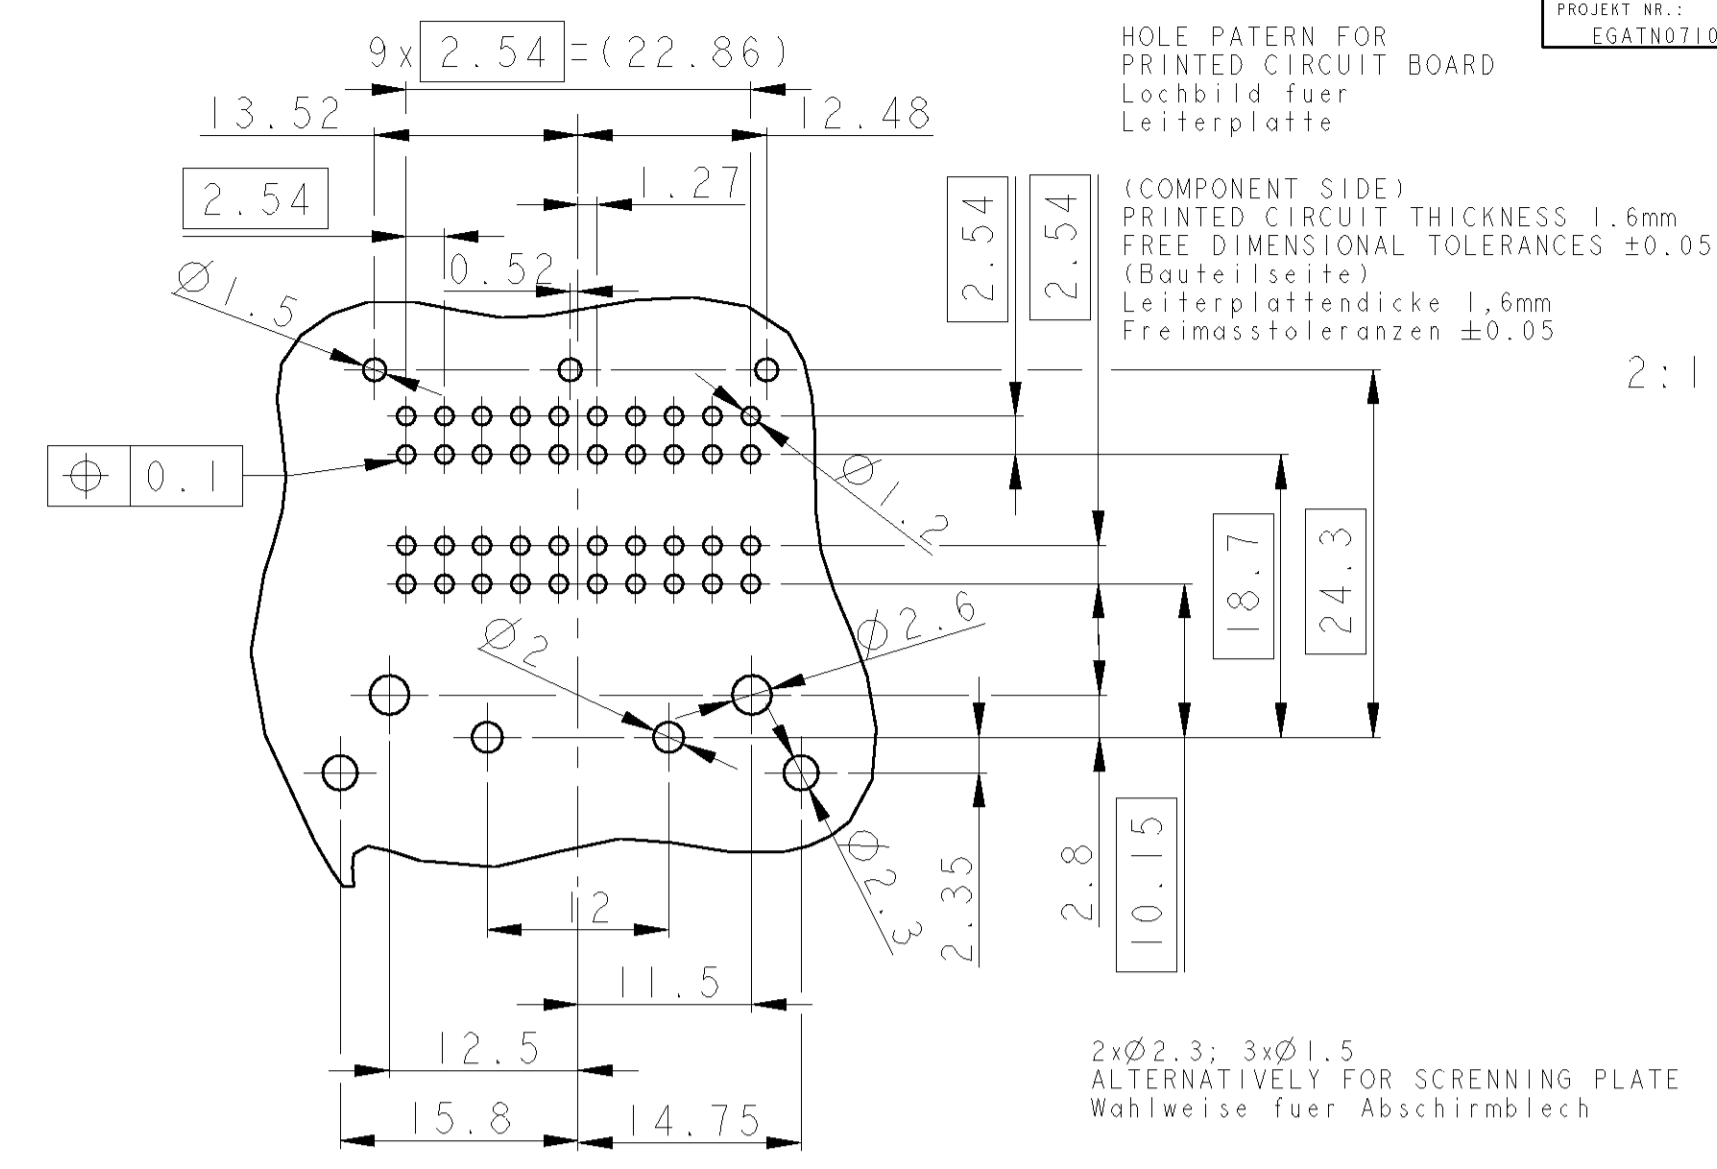 PROJEKT NR.:
EGATN0710
9x 2.54 =(22.86)
HOLE PATERN FOR
PRINTED CIRCUIT BOARD
Lochbild fuer
Leiterplatte
13.52
12.48
2.54
1.27
0.52
Ø1.5
2.54
2.54
(COMPONENT SIDE)
PRINTED CIRCUIT THICKNESS 1.6mm
FREE DIMENSIONAL TOLERANCES ±0.05
(Bauteilseite)
Leiterplattendicke 1,6mm
Freimasstoleranzen ±0.05
2:1
⌖ 0.1
Ø1.2
18.7
24.3
Ø2
Ø2.6
Ø2.3
2.35
2.8
10.15
12
11.5
12.5
15.8
14.75
2xØ2.3; 3xØ1.5
ALTERNATIVELY FOR SCRENNING PLATE
Wahlweise fuer Abschirmblech